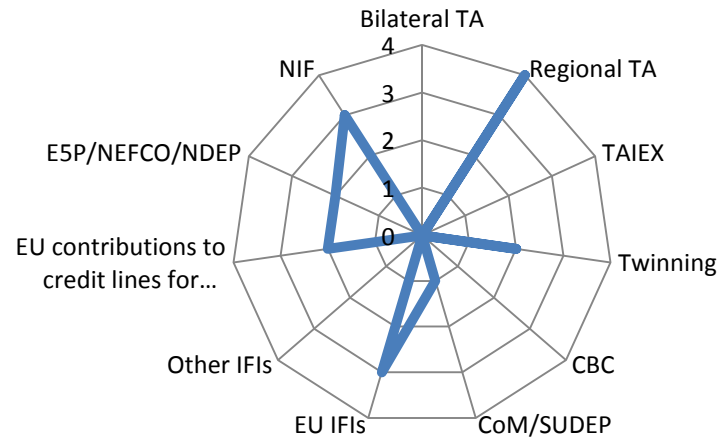 Bilateral TA
4
NIF
Regional TA
3
E5P/NEFCO/NDEP
TAIEX
2
1
EU contributions to
credit lines for…
0
Twinning
Other IFIs
CBC
EU IFIs
CoM/SUDEP